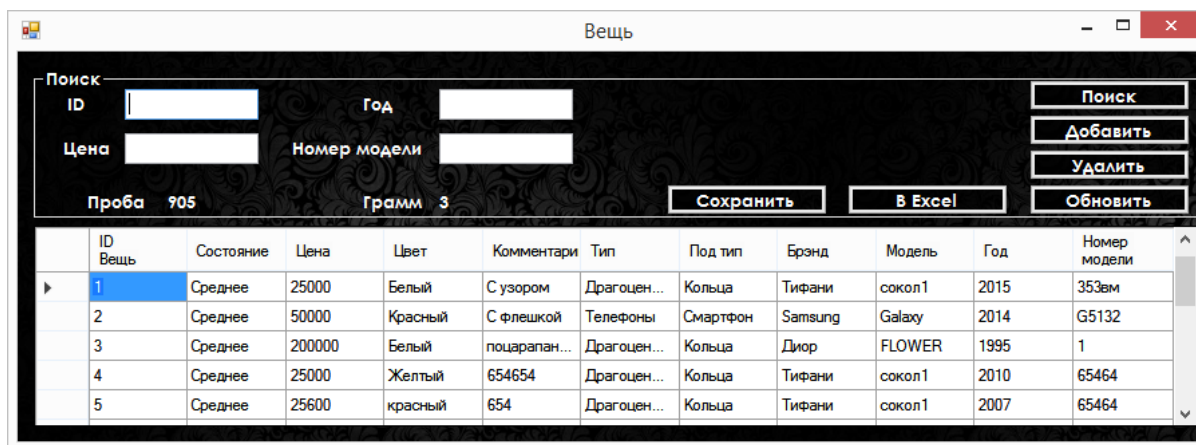 Вещь
Поиск
ID Год Поиск
Добавить
Цена Номер модели
Удалить
Проба 905 Грамм 3 Сохранить В Excel Обновить
ID Вещь Состояние Цена Цвет Комментари Тип Под тип Брэнд Модель Год Номер модели
1 Среднее 25000 Белый С узором Драгоцен... Кольца Тифани сокол1 2015 353вм
2 Среднее 50000 Красный С флешкой Телефоны Смартфон Samsung Galaxy 2014 G5132
3 Среднее 200000 Белый поцарапан... Драгоцен... Кольца Диор FLOWER 1995 1
4 Среднее 25000 Желтый 654654 Драгоцен... Кольца Тифани сокол1 2010 65464
5 Среднее 25600 красный 654 Драгоцен... Кольца Тифани сокол1 2007 65464